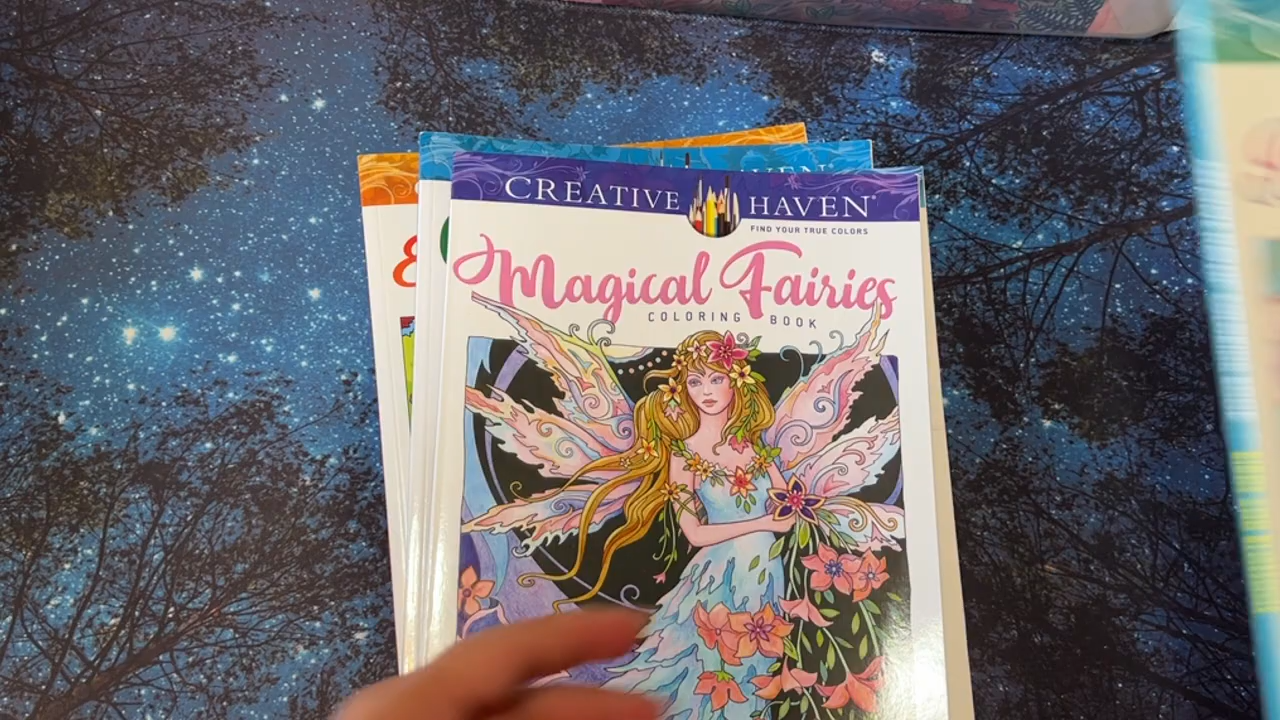 CREATIVE HAVEN®
FIND YOUR TRUE COLORS
Magical Fairies
COLORING BOOK